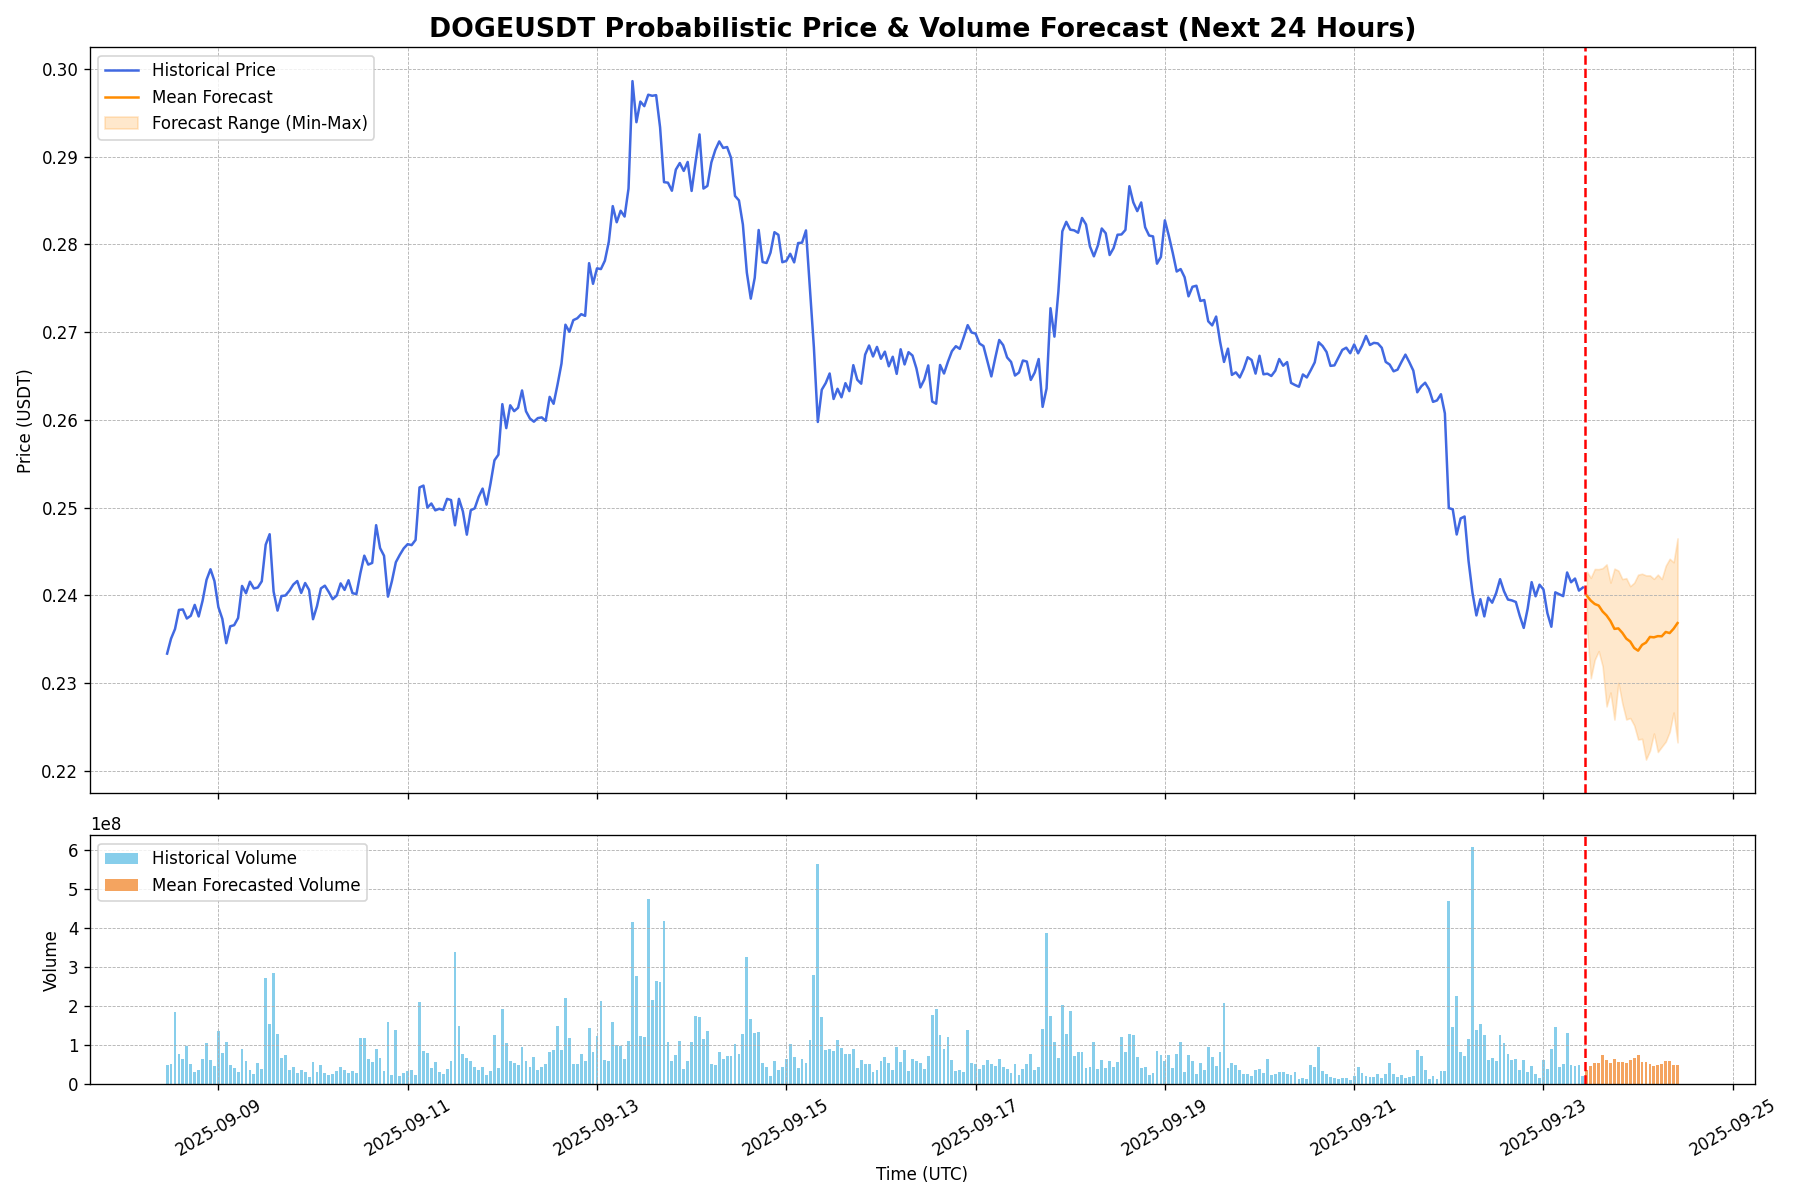 DOGEUSDT Probabilistic Price & Volume Forecast (Next 24 Hours)
Historical Price
Mean Forecast
Forecast Range (Min-Max)
0.30
0.29
0.28
0.27
0.26
0.25
0.24
0.23
0.22
Price (USDT)
1e8
Historical Volume
Mean Forecasted Volume
6
5
4
3
2
1
0
Volume
2025-09-09
2025-09-11
2025-09-13
2025-09-15
2025-09-17
2025-09-19
2025-09-21
2025-09-23
2025-09-25
Time (UTC)